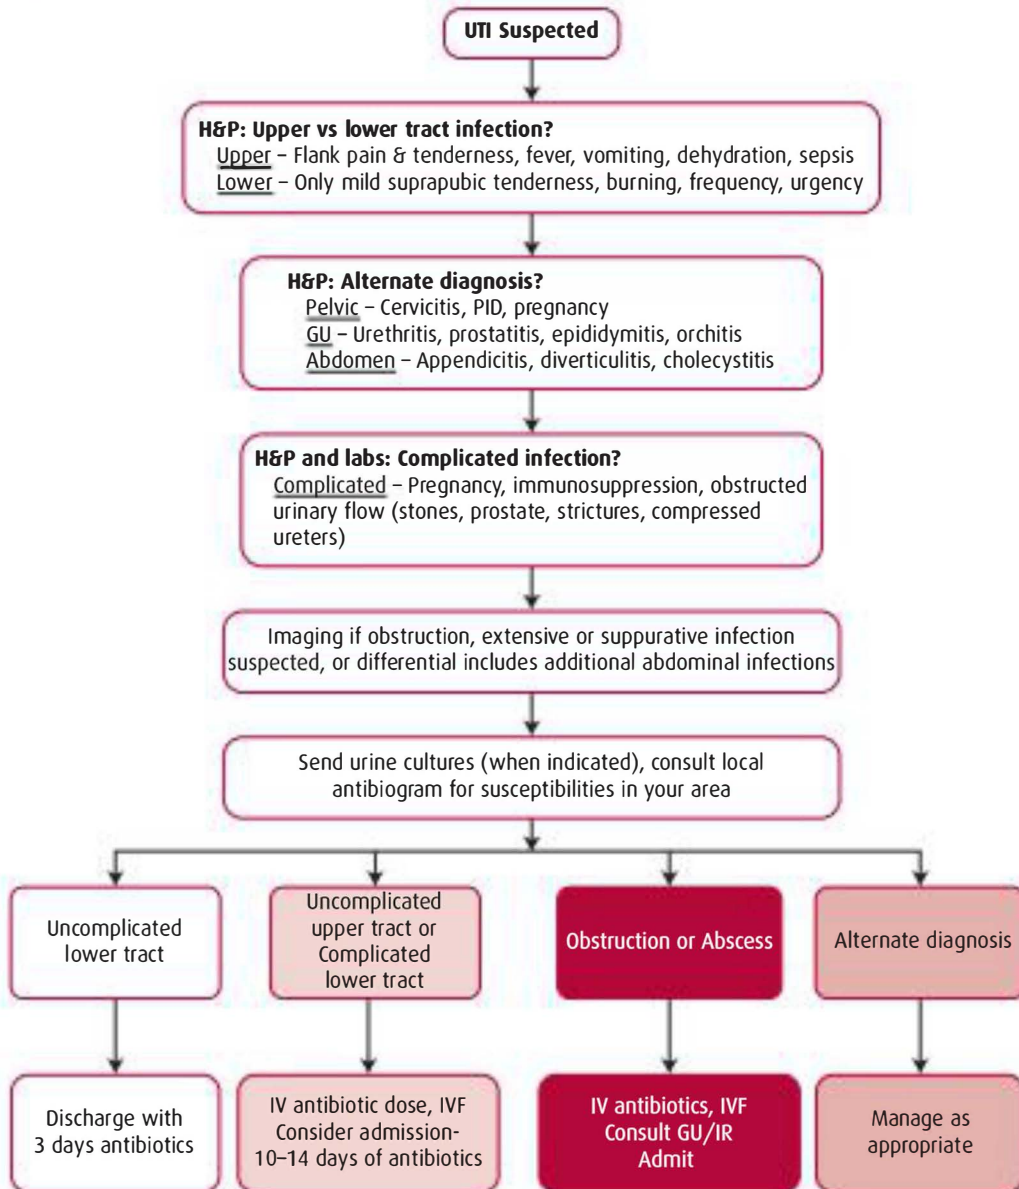 UTI Suspected
H&P: Upper vs lower tract infection?
Upper – Flank pain & tenderness, fever, vomiting, dehydration, sepsis
Lower – Only mild suprapubic tenderness, burning, frequency, urgency
H&P: Alternate diagnosis?
Pelvic – Cervicitis, PID, pregnancy
GU – Urethritis, prostatitis, epididymitis, orchitis
Abdomen – Appendicitis, diverticulitis, cholecystitis
H&P and labs: Complicated infection?
Complicated – Pregnancy, immunosuppression, obstructed
urinary flow (stones, prostate, strictures, compressed
ureters)
Imaging if obstruction, extensive or suppurative infection
suspected, or differential includes additional abdominal infections
Send urine cultures (when indicated), consult local
antibiogram for susceptibilities in your area
Uncomplicated
lower tract
Uncomplicated
upper tract or
Complicated
lower tract
Obstruction or Abscess
Alternate diagnosis
Discharge with
3 days antibiotics
IV antibiotic dose, IVF
Consider admission-
10–14 days of antibiotics
IV antibiotics, IVF
Consult GU/IR
Admit
Manage as
appropriate